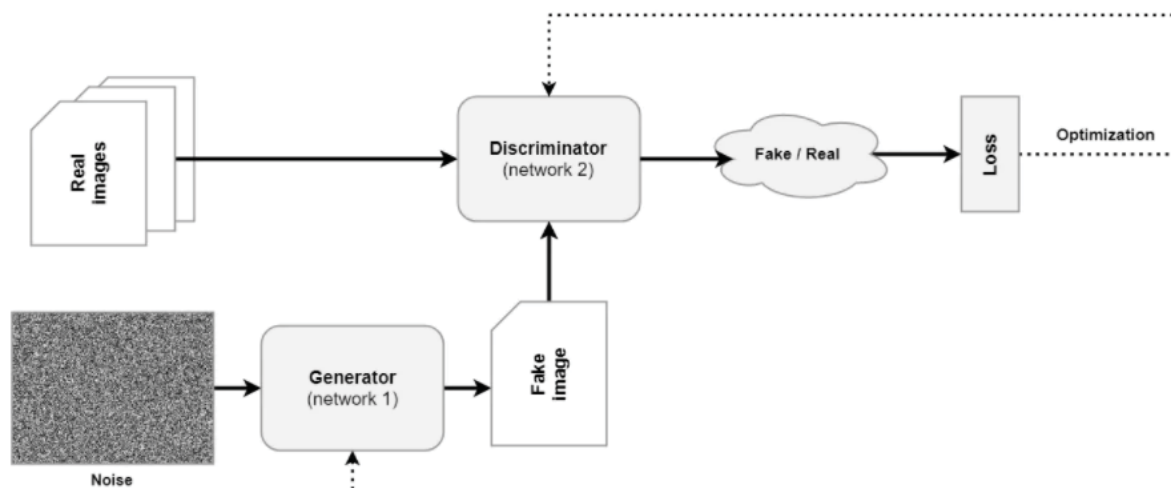 Real
images
Discriminator
(network 2)
Fake / Real
Loss
Optimization
Generator
(network 1)
Fake
image
Noise